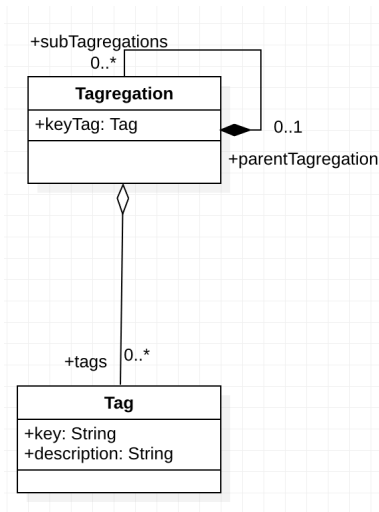 +subTagregations
0..*
Tagregation
+keyTag: Tag
0..1
+parentTagregation
+tags
0..*
Tag
+key: String
+description: String